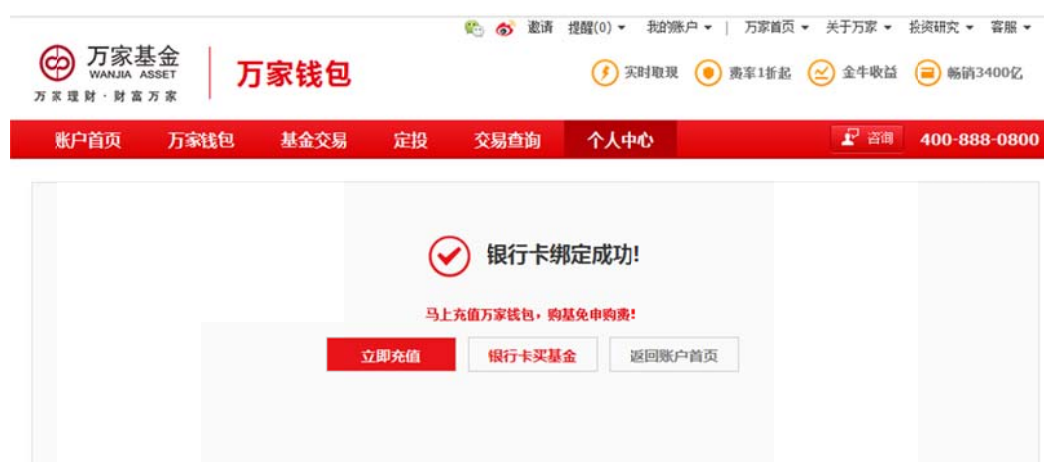 邀请 提醒(0) 我的账户 | 万家首页 关于万家 投资研究 客服
万家基金
WANJIA ASSET
万家理财·财富万家
万家钱包
实时取现 费率1折起 金牛收益 畅销3400亿
账户首页 万家钱包 基金交易 定投 交易查询 个人中心 咨询 400-888-0800
银行卡绑定成功!
马上充值万家钱包，购基免申购费!
立即充值 银行卡买基金 返回账户首页